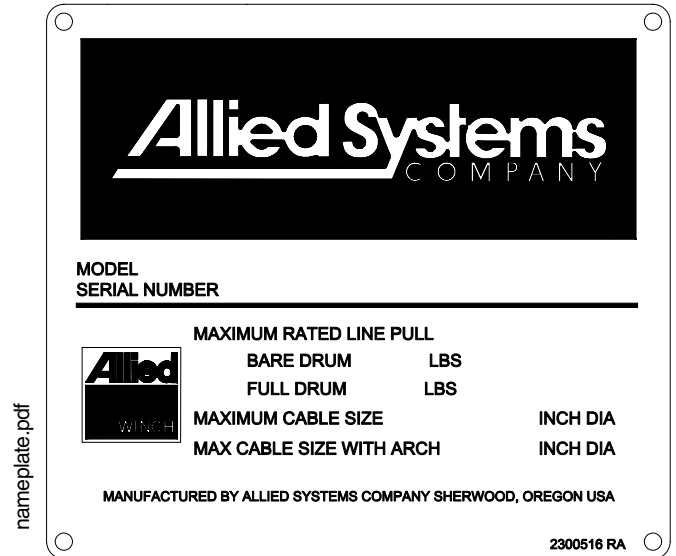 Allied Systems
COMPANY
MODEL
SERIAL NUMBER
MAXIMUM RATED LINE PULL
BARE DRUM LBS
FULL DRUM LBS
Allied
WINCH
MAXIMUM CABLE SIZE INCH DIA
MAX CABLE SIZE WITH ARCH INCH DIA
MANUFACTURED BY ALLIED SYSTEMS COMPANY SHERWOOD, OREGON USA
2300516 RA
nameplate.pdf